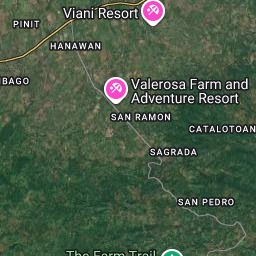 Viani Resort
PINIT
HANAWAN
BAGO
Valerosa Farm and
Adventure Resort
SAN RAMON
CATALOTOAN
SAGRADA
SAN PEDRO
The Farm Trail